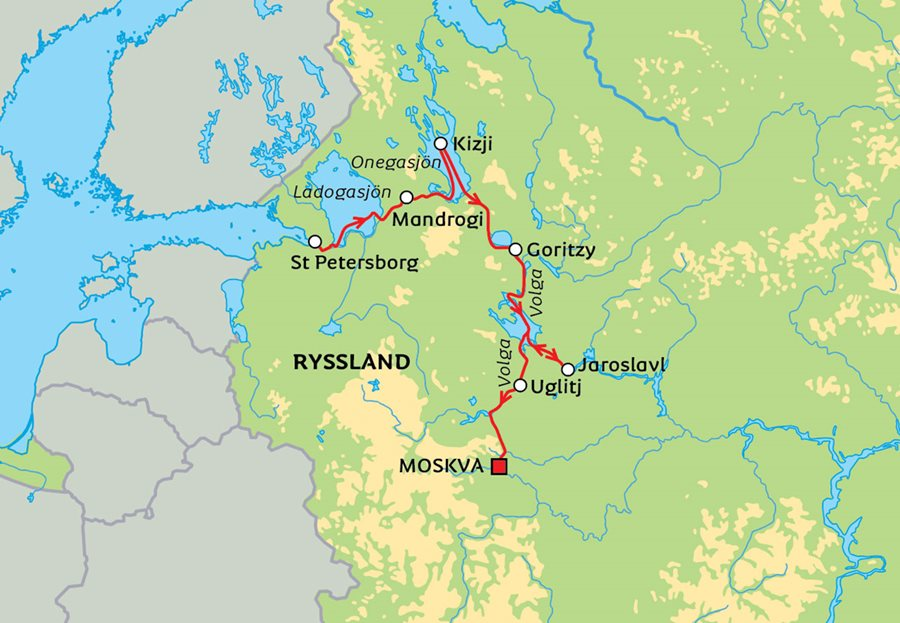 Kizji
Onegasjön
Ladogasjön
Mandrogi
St Petersborg
Goritzy
Volga
RYSSLAND
Volga
Jaroslavl
Uglitj
MOSKVA